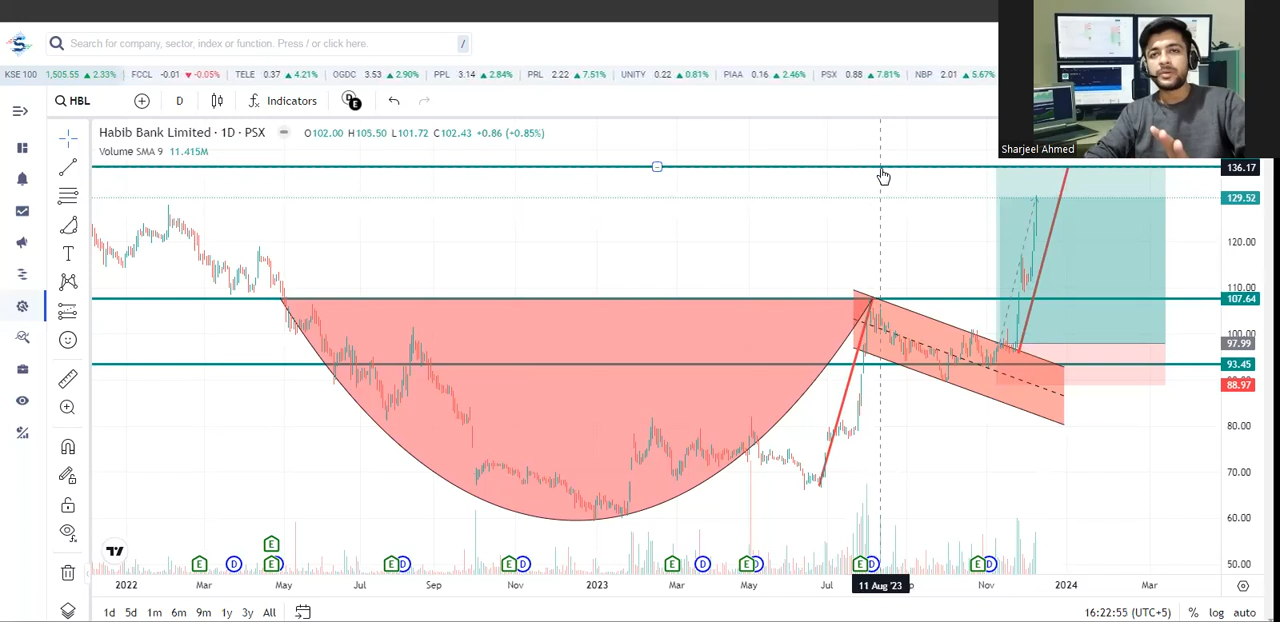 Search for company, sector, index or function. Press / or click here. /
KSE 100 1,505.55 ▲ 2.33% FCCL -0.01 ▼ -0.05% TELE 0.37 ▲ 4.21% OGDC 3.53 ▲ 2.90% PPL 3.14 ▲ 2.84% PRL 2.22 ▲ 7.51% UNITY 0.22 ▲ 0.81% PIAA 0.16 ▲ 2.46% PSX 0.88 ▲ 7.81% NBP 2.01 ▲ 5.67%
HBL D Indicators
Habib Bank Limited · 1D · PSX O102.00 H105.50 L101.72 C102.43 +0.86 (+0.85%)
Volume SMA 9 11.415M
Sharjeel Ahmed
136.17
129.52
120.00
110.00
107.64
100.00
97.99
93.45
88.97
80.00
70.00
60.00
50.00
E D E E D E D E D E D E D E D E D
2022 Mar May Jul Sep Nov 2023 Mar May Jul 11 Aug '23 Nov 2024 Mar
1d 5d 1m 6m 9m 1y 3y All 16:22:55 (UTC+5) % log auto